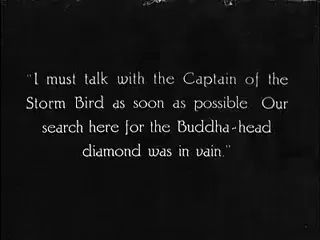 "I must talk with the Captain of the
Storm Bird as soon as possible. Our
search here for the Buddha-head
diamond was in vain."